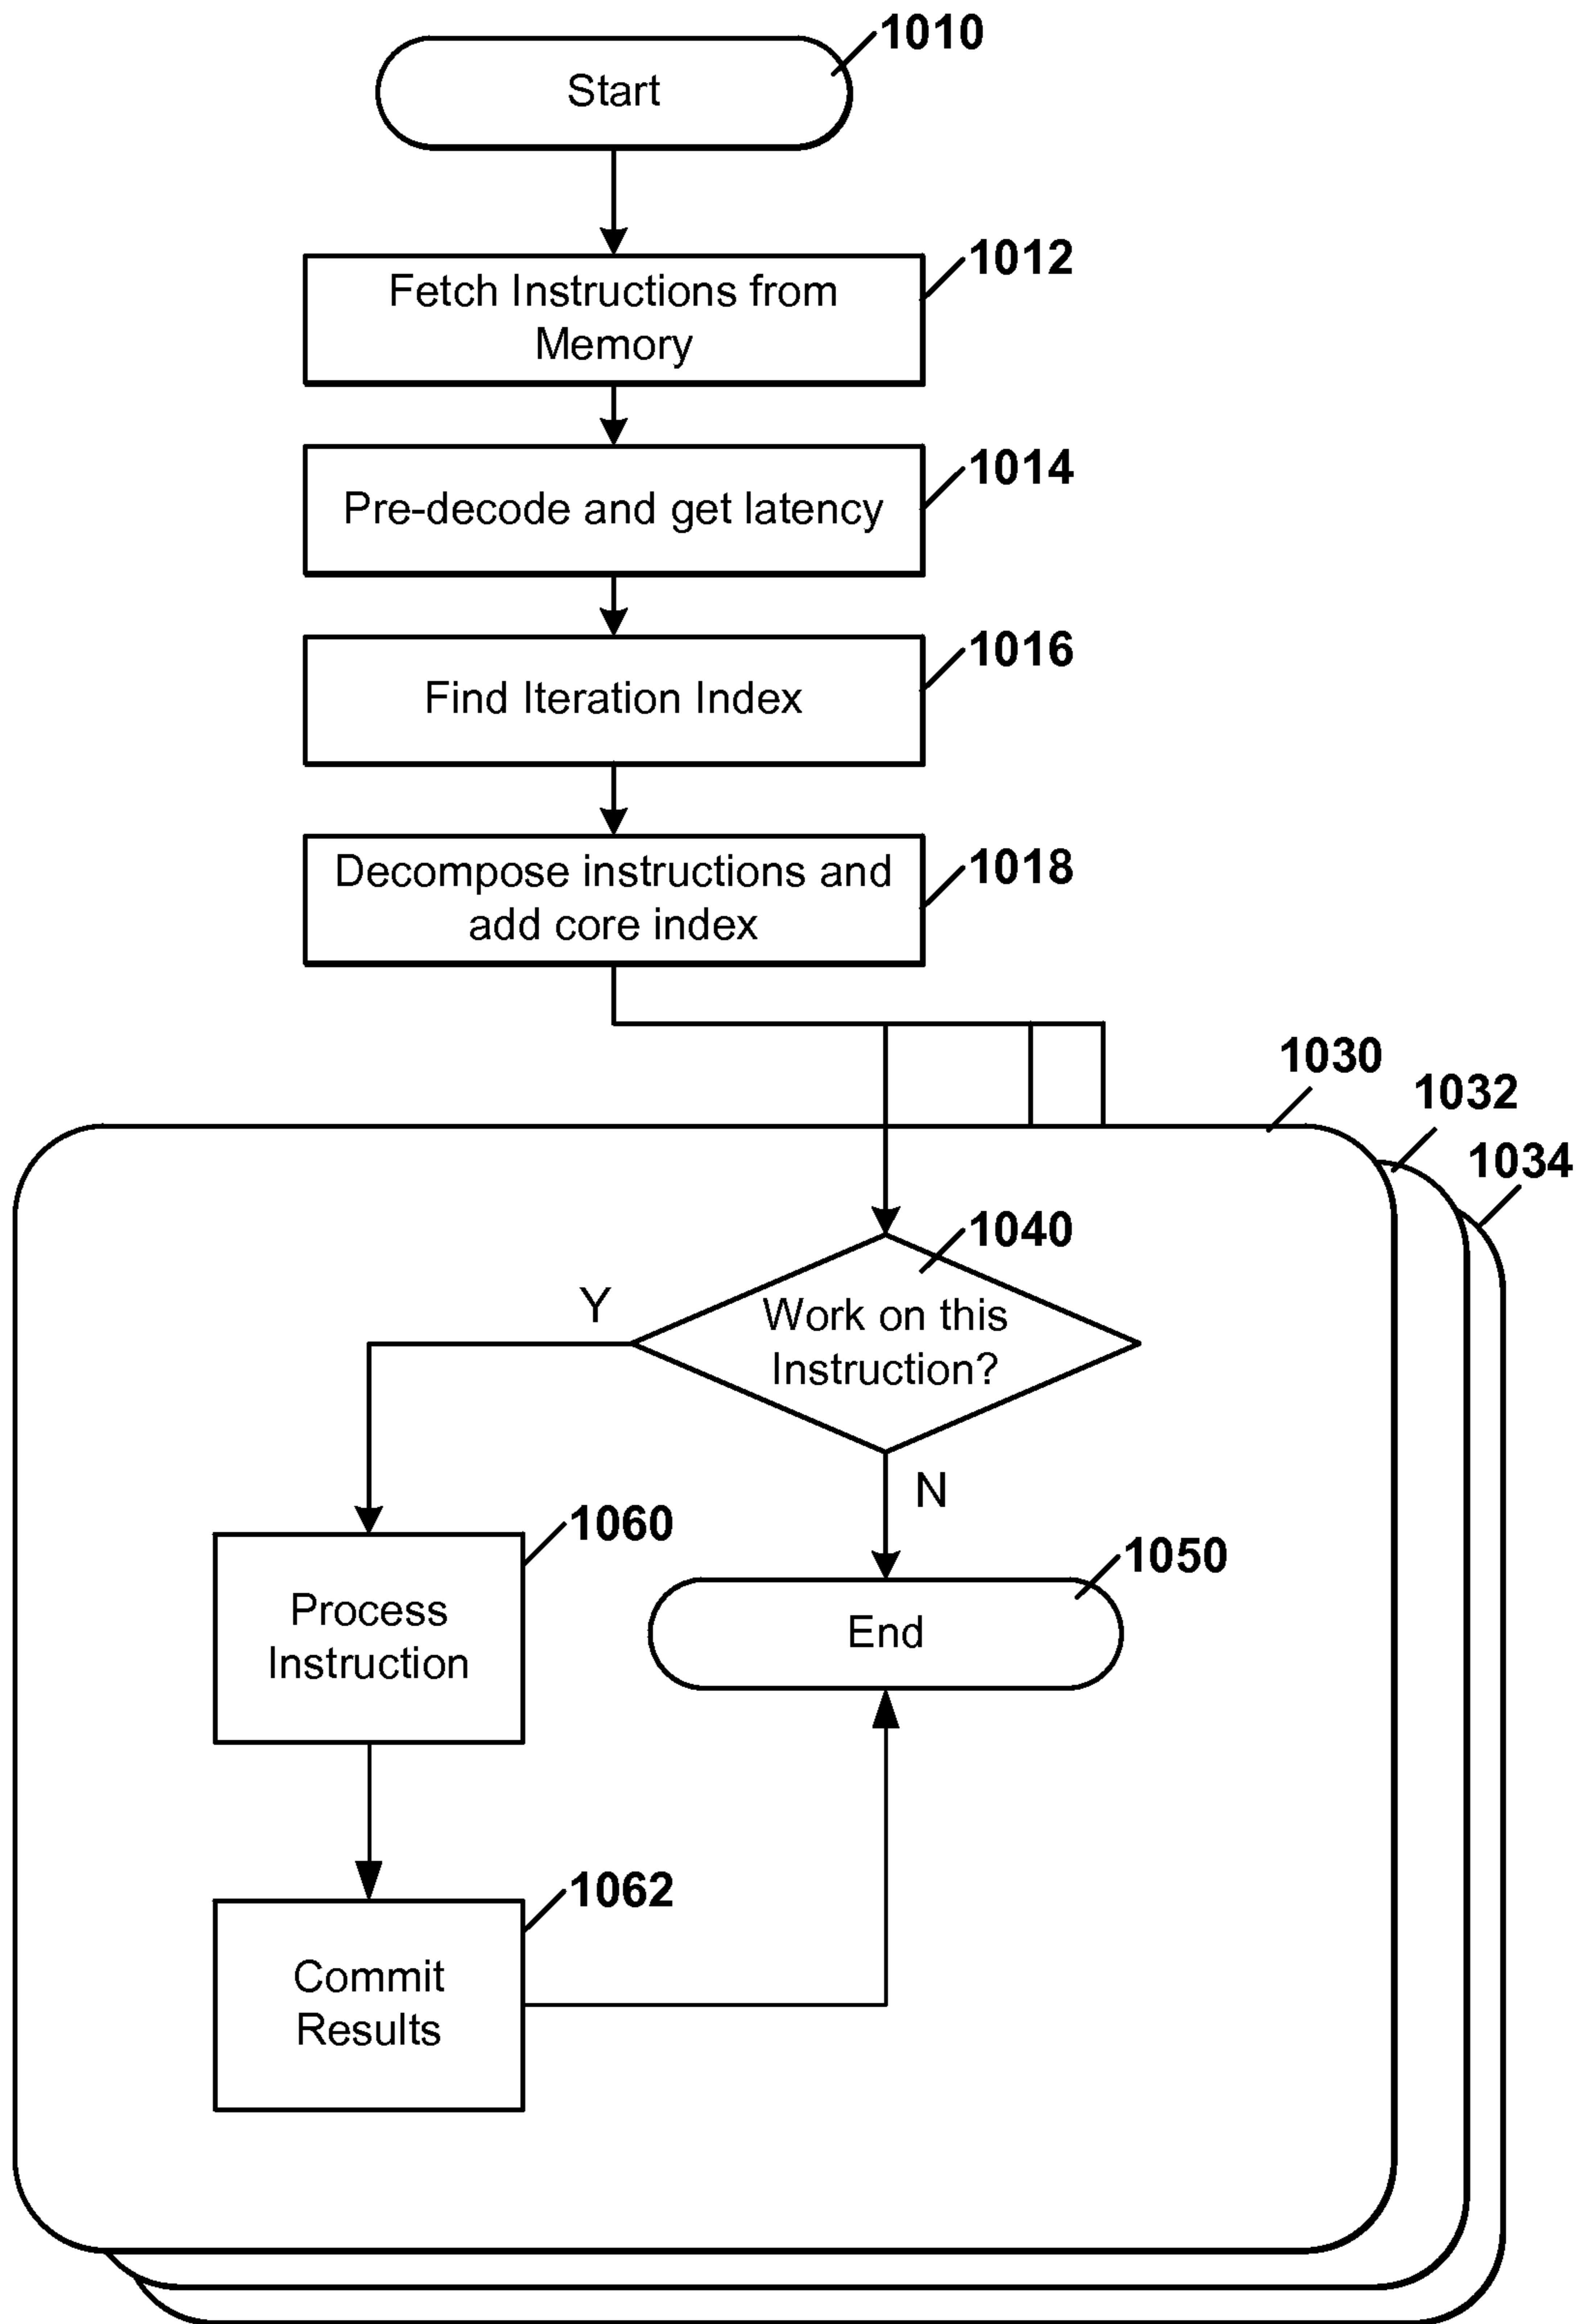 1010
Start
1012
Fetch Instructions from
Memory
1014
Pre-decode and get latency
1016
Find Iteration Index
1018
Decompose instructions and
add core index
1030
1032
1034
1040
Y
Work on this
Instruction?
N
1060
1050
Process
Instruction
End
1062
Commit
Results